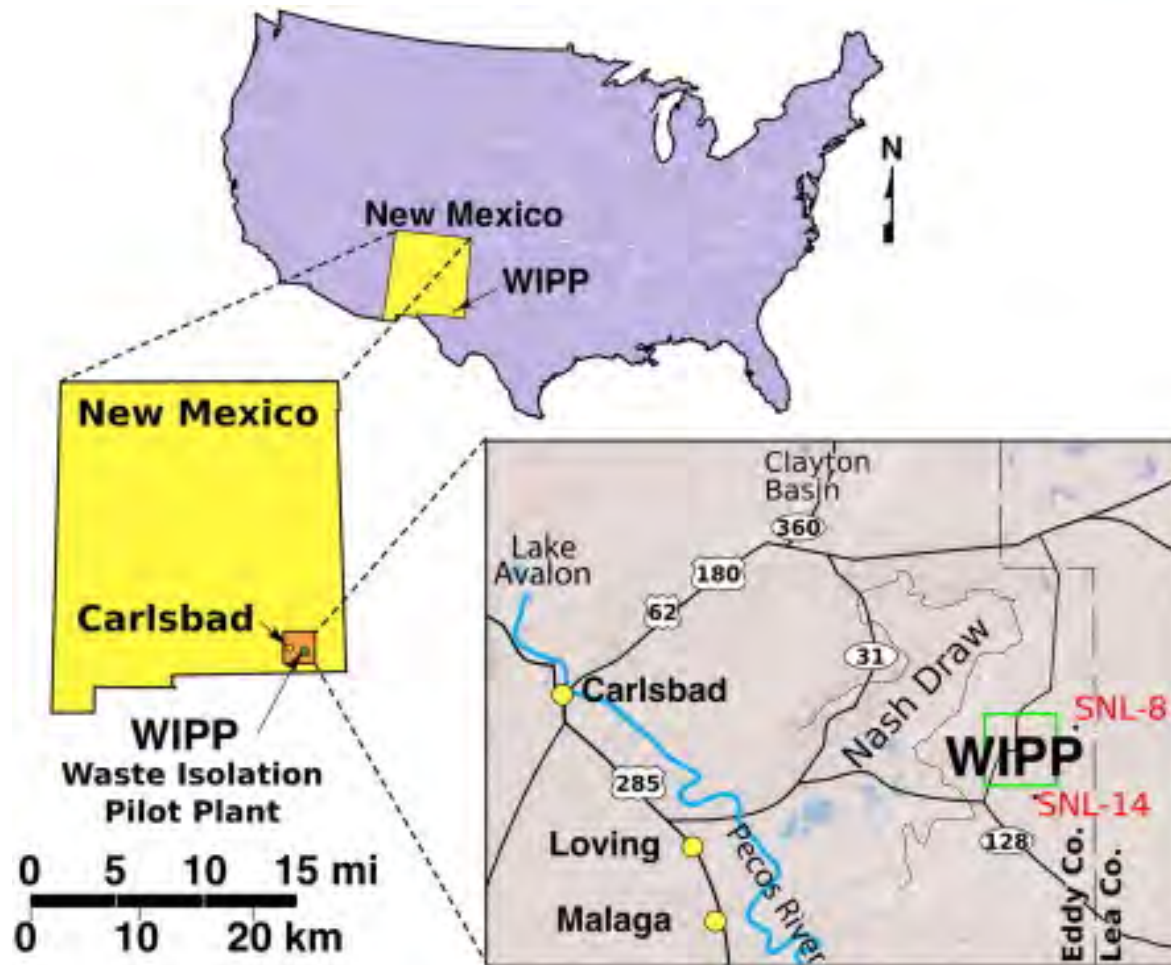 N
New Mexico
WIPP
New Mexico
Carlsbad
WIPP
Waste Isolation
Pilot Plant
0 5 10 15 mi
0 10 20 km
Clayton
Basin
360
Lake
Avalon
180
62
31
Nash Draw
Carlsbad
SNL-8
WIPP
285
SNL-14
128
Loving
Pecos River
Malaga
Eddy Co.
Lea Co.